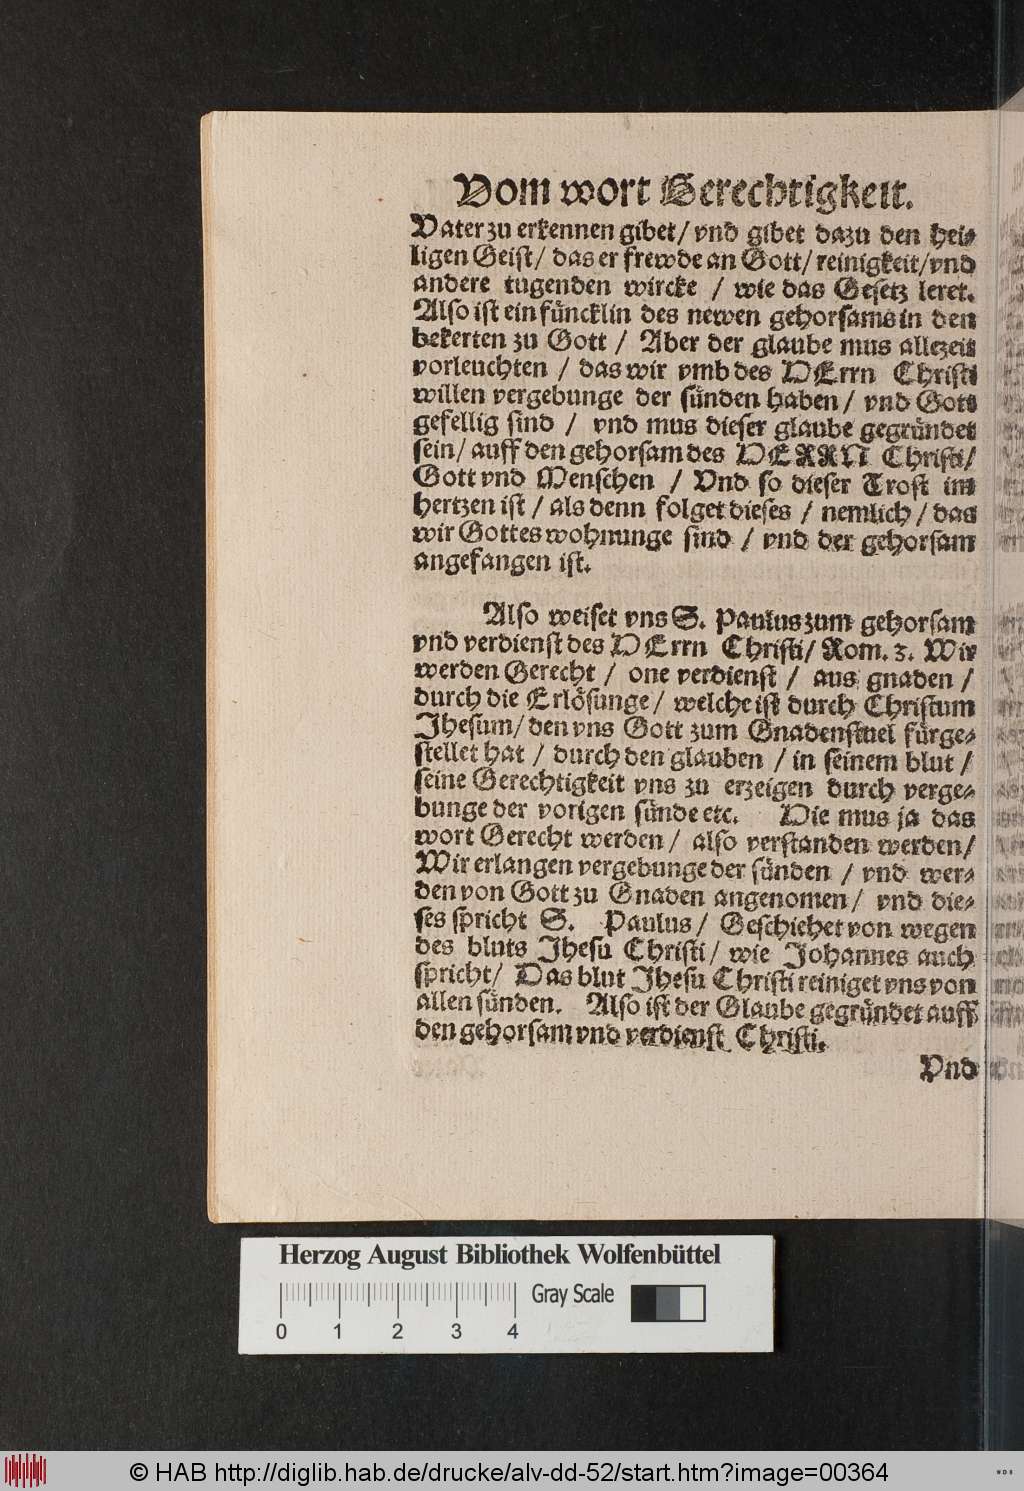 Vom wort Gerechtigkeit.
Vater zu erkennen gibet / vnd gibet dazu den hei-
ligen Geist / das er frewde an Gott / reinigkeit / vnd
andere tugenden wircke / wie das Gesetz leret.
Also ist ein füncklin des newen gehorsams in den
bekerten zu Gott / Aber der glaube mus allezeit
vorleuchten / das wir vmb des HErrn Christi
willen vergebunge der sünden haben / vnd Gott
gefellig sind / vnd mus dieser glaube gegründet
sein / auff den gehorsam des HERRN Christi /
Gott vnd Menschen / Vnd so dieser Trost im
hertzen ist / als denn folget dieses / nemlich / das
wir Gottes wohnunge sind / vnd der gehorsam
angefangen ist.
Also weiset vns S. Paulus zum gehorsam
vnd verdienst des HErrn Christi / Rom. 3. Wir
werden Gerecht / one verdienst / aus gnaden /
durch die Erlösunge / welche ist durch Christum
Jhesum / den vns Gott zum Gnadenstuel fürge-
stellet hat / durch den glauben / in seinem blut /
seine Gerechtigkeit vns zu erzeigen durch verge-
bunge der vorigen sünde etc. Hie mus ja das
wort Gerecht werden / also verstanden werden /
Wir erlangen vergebunge der sünden / vnd wer-
den von Gott zu Gnaden angenomen / vnd die-
ses spricht S. Paulus / Geschiehet von wegen
des bluts Jhesu Christi / wie Johannes auch
spricht / Das blut Jhesu Christi reiniget vns von
allen sünden. Also ist der Glaube gegründet auff
den gehorsam vnd verdienst Christi.
Vnd
Herzog August Bibliothek Wolfenbüttel
Gray Scale
0 1 2 3 4
© HAB http://diglib.hab.de/drucke/alv-dd-52/start.htm?image=00364